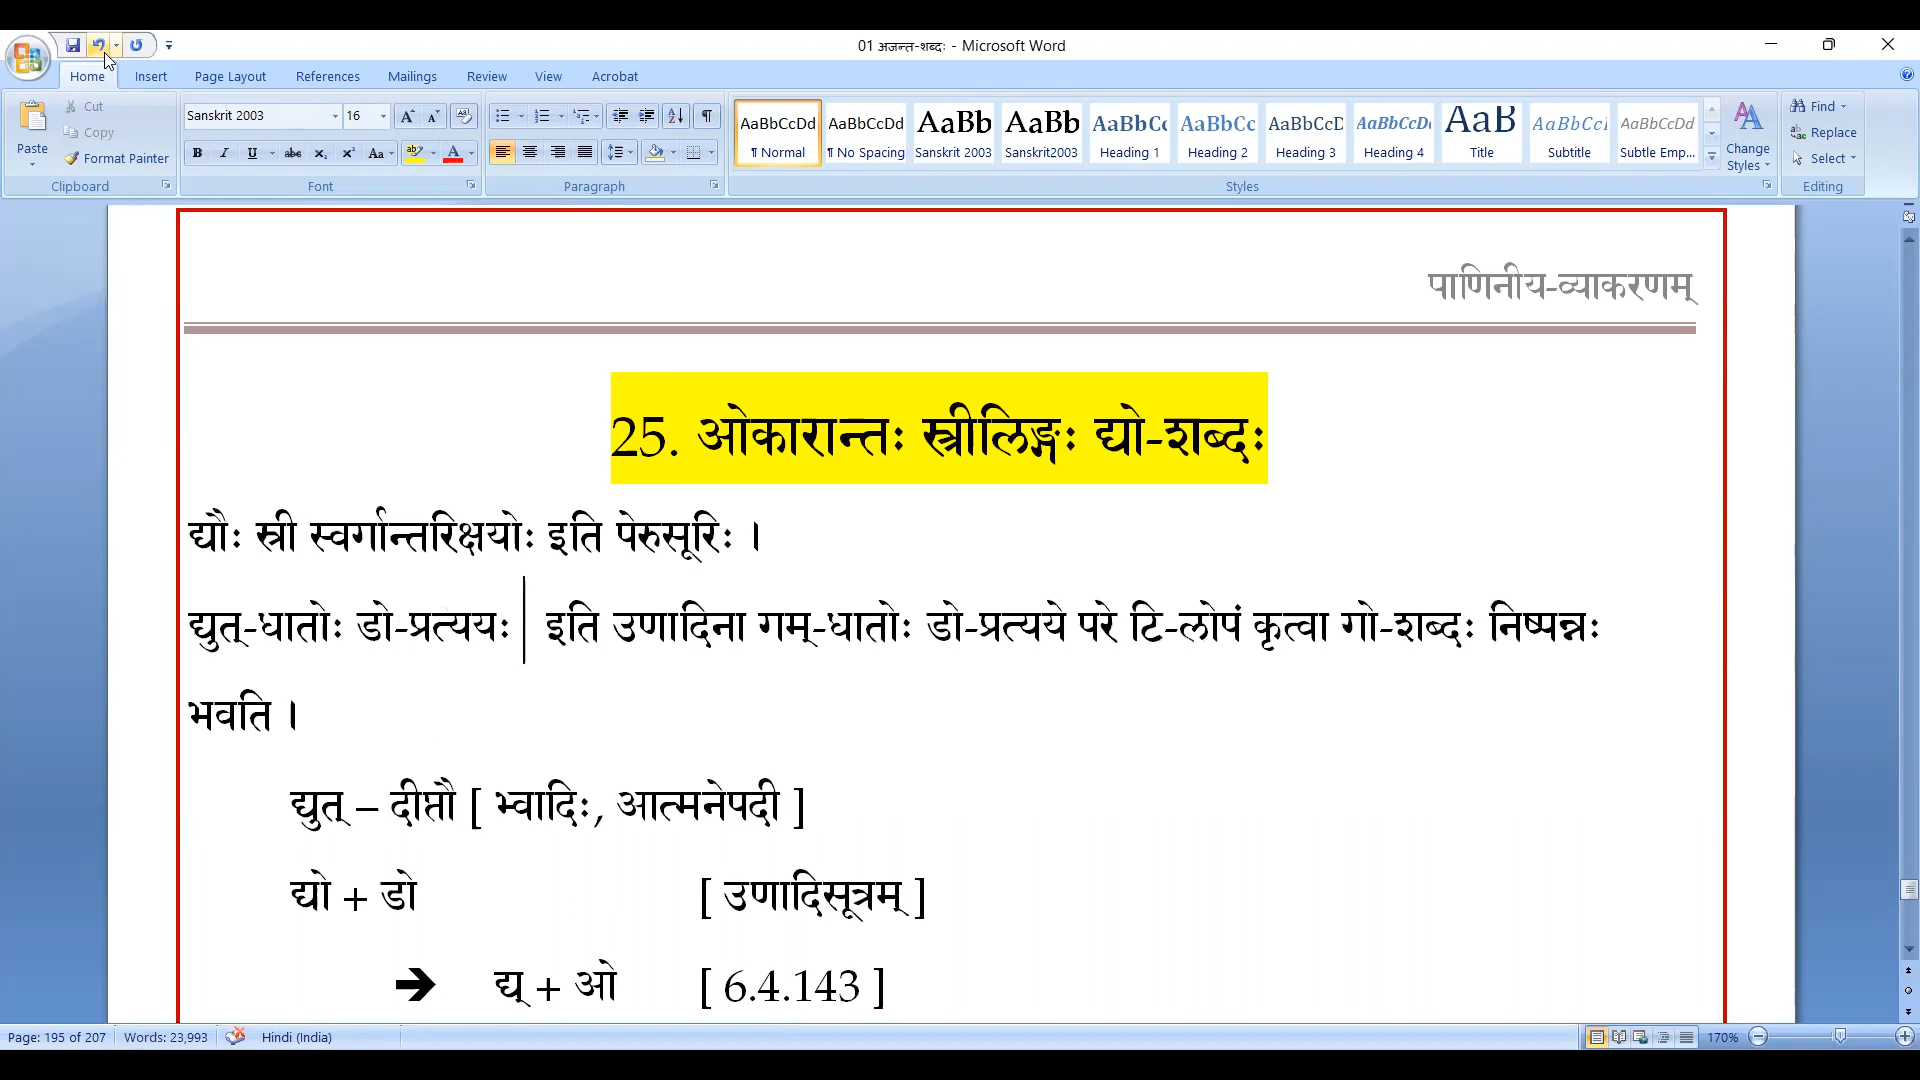 01 अजन्त-शब्दः - Microsoft Word
Home Insert Page Layout References Mailings Review View Acrobat
Paste
Cut
Copy
Format Painter
Clipboard
Sanskrit 2003 16
Font
Paragraph
AaBbCcDd AaBbCcDd AaBb AaBb AaBbCc AaBbCc AaBbCcD AaBbCcDc AaB AaBbCcl AaBbCcDd
¶ Normal ¶ No Spacing Sanskrit 2003 Sanskrit2003 Heading 1 Heading 2 Heading 3 Heading 4 Title Subtitle Subtle Emp...
Styles
Change Styles
Find
Replace
Select
Editing
पाणिनीय-व्याकरणम्
25. ओकारान्तः स्त्रीलिङ्गः द्यो-शब्दः
द्यौः स्री स्वर्गान्तरिक्षयोः इति पेरुसूरिः ।
द्युत्-धातोः डो-प्रत्ययः इति उणादिना गम्-धातोः डो-प्रत्यये परे टि-लोपं कृत्वा गो-शब्दः निष्पन्नः
भवति ।
द्युत् – दीप्तौ [ भ्वादिः, आत्मनेपदी ]
द्यो + डो [ उणादिसूत्रम् ]
➔ द्य् + ओ [ 6.4.143 ]
Page: 195 of 207 Words: 23,993 Hindi (India) 170%